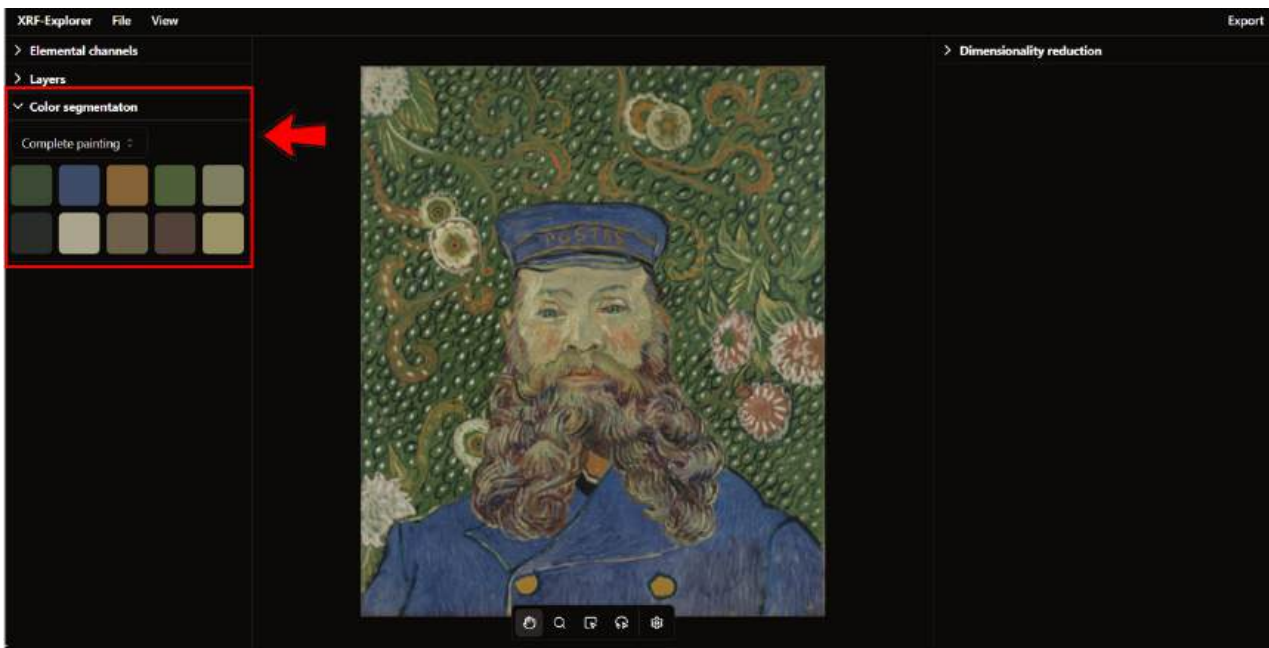 XRF-Explorer File View Export
Elemental channels
Layers
Color segmentaton
Complete painting
Dimensionality reduction
POSTES